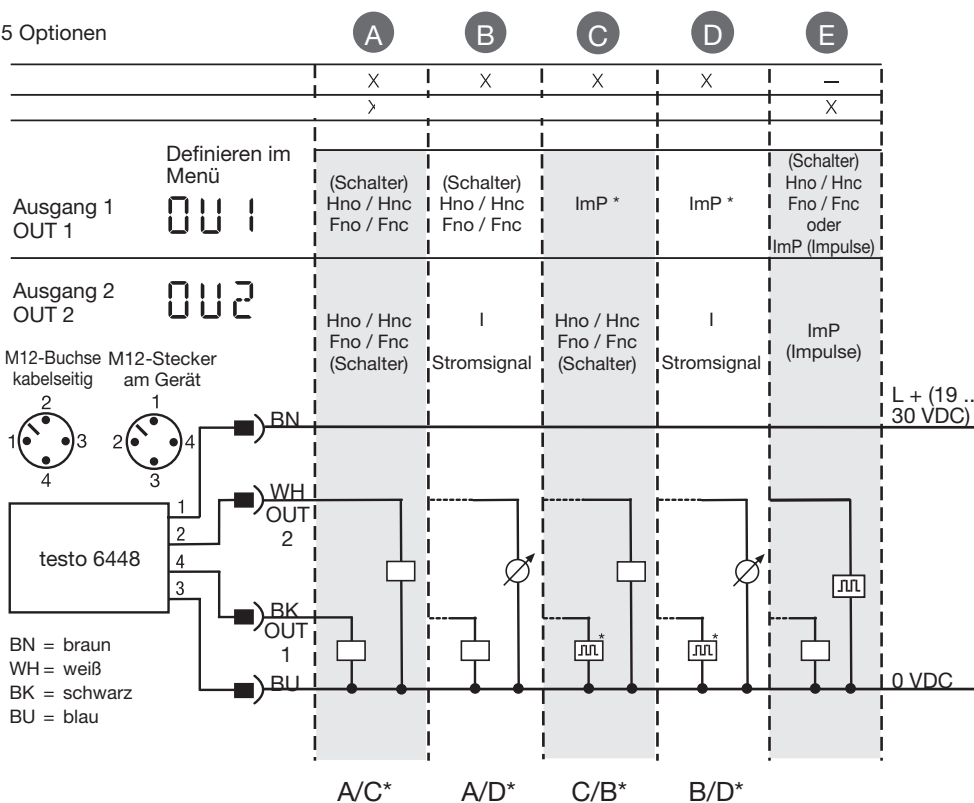 5 Optionen
A B C D E
X X X X –
X X
Definieren im
Menü
Ausgang 1
OUT 1
OU1
(Schalter)
Hno / Hnc
Fno / Fnc
(Schalter)
Hno / Hnc
Fno / Fnc
ImP *
ImP *
(Schalter)
Hno / Hnc
Fno / Fnc
oder
ImP (Impulse)
Ausgang 2
OUT 2
OU2
Hno / Hnc
Fno / Fnc
(Schalter)
I
Stromsignal
Hno / Hnc
Fno / Fnc
(Schalter)
I
Stromsignal
ImP
(Impulse)
M12-Buchse
kabelseitig
2
1 3
4
M12-Stecker
am Gerät
1
2 4
3
L + (19 ..
30 VDC)
BN
WH
OUT
2
testo 6448
1
2
4
3
BK
OUT
1
*
*
BU
0 VDC
BN = braun
WH = weiß
BK = schwarz
BU = blau
A/C* A/D* C/B* B/D*